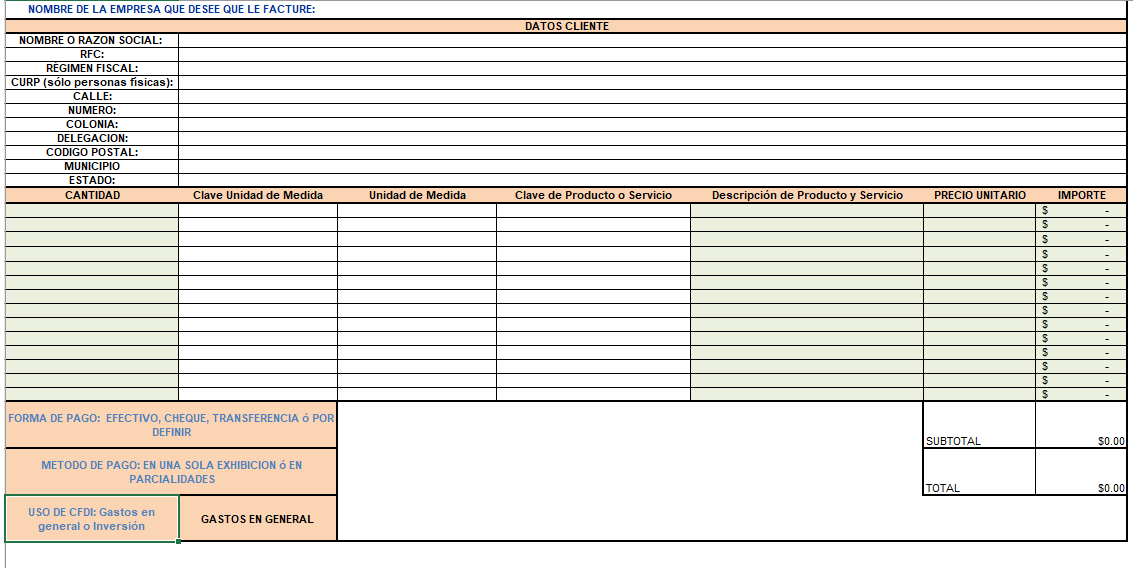 NOMBRE DE LA EMPRESA QUE DESEE QUE LE FACTURE:
DATOS CLIENTE
NOMBRE O RAZON SOCIAL:
RFC:
RÉGIMEN FISCAL:
CURP (sólo personas físicas):
CALLE:
NUMERO:
COLONIA:
DELEGACION:
CODIGO POSTAL:
MUNICIPIO
ESTADO:
CANTIDAD Clave Unidad de Medida Unidad de Medida Clave de Producto o Servicio Descripción de Producto y Servicio PRECIO UNITARIO IMPORTE
$ -
$ -
$ -
$ -
$ -
$ -
$ -
$ -
$ -
$ -
$ -
$ -
$ -
$ -
FORMA DE PAGO: EFECTIVO, CHEQUE, TRANSFERENCIA ó POR
DEFINIR
SUBTOTAL $0.00
METODO DE PAGO: EN UNA SOLA EXHIBICION ó EN
PARCIALIDADES
TOTAL $0.00
USO DE CFDI: Gastos en
general o Inversión
GASTOS EN GENERAL